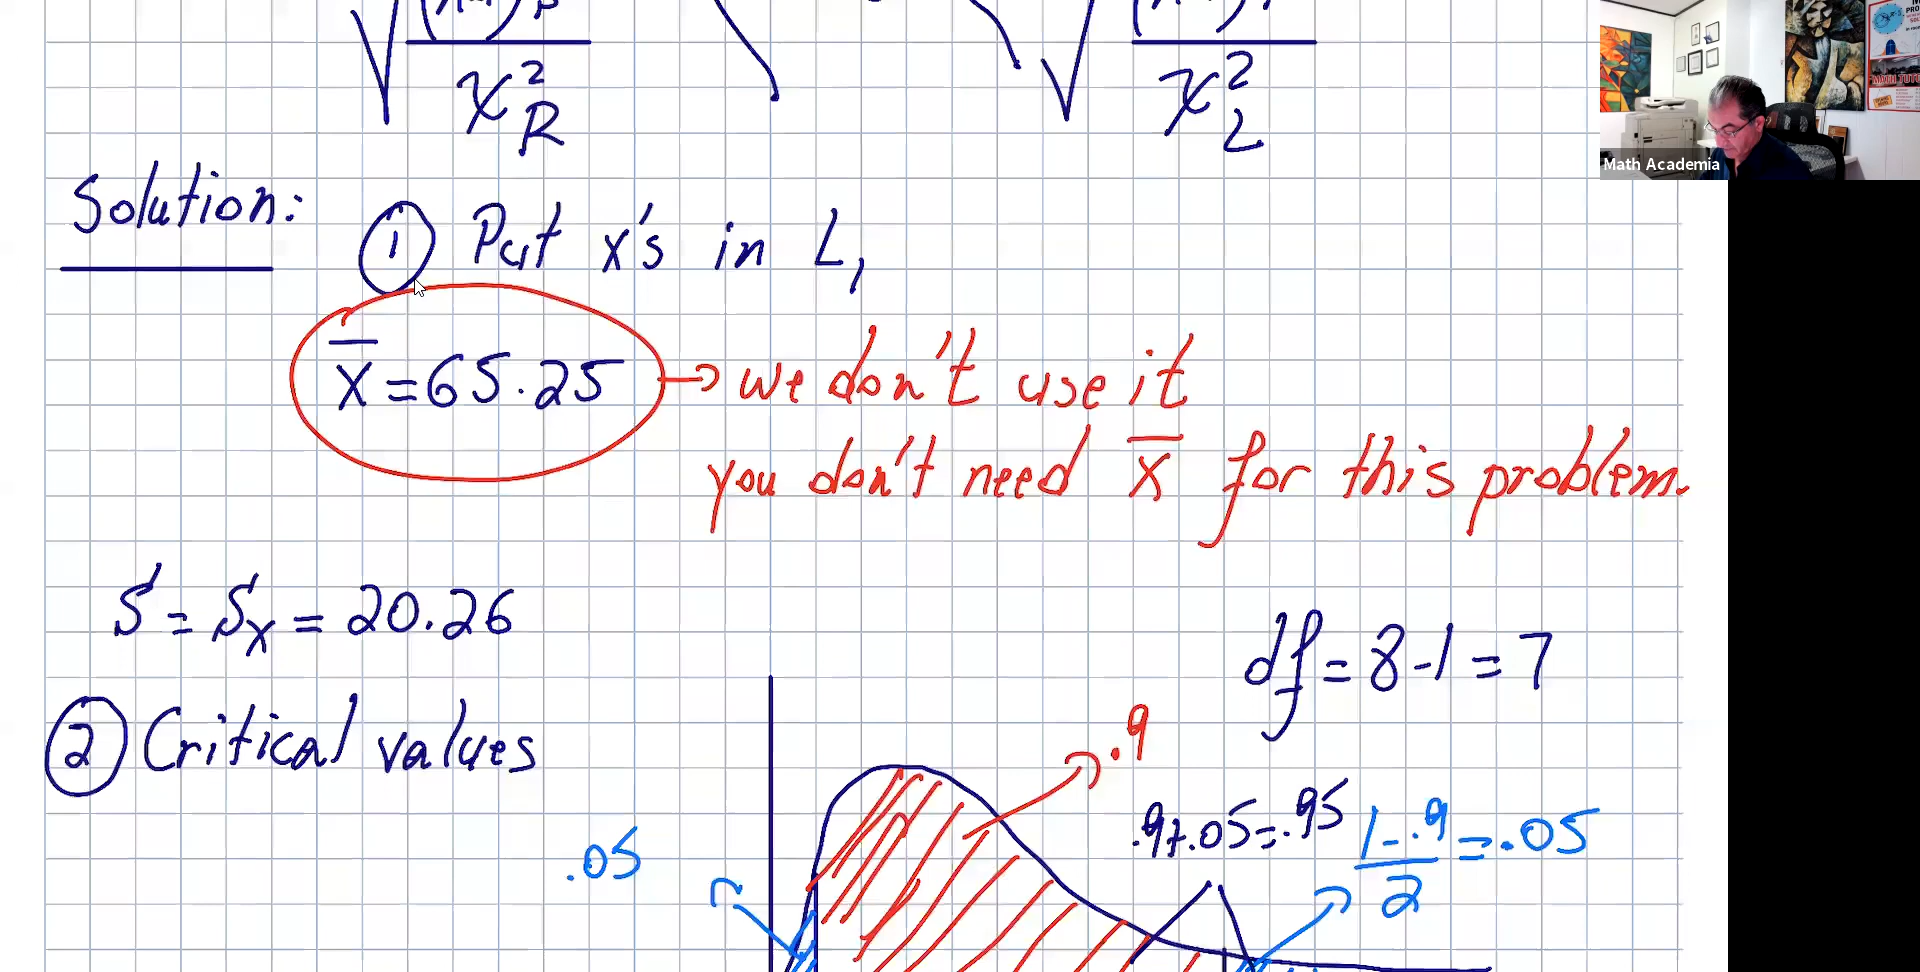 χ²R
χ²L
Math Academia
Solution: ① Put x's in L₁
x̄ = 65.25 → we don't use it
you don't need x̄ for this problem.
S = Sx = 20.26
df = 8-1 = 7
② Critical values
.9
.9+.05=.95
1-.9/2 = .05
.05